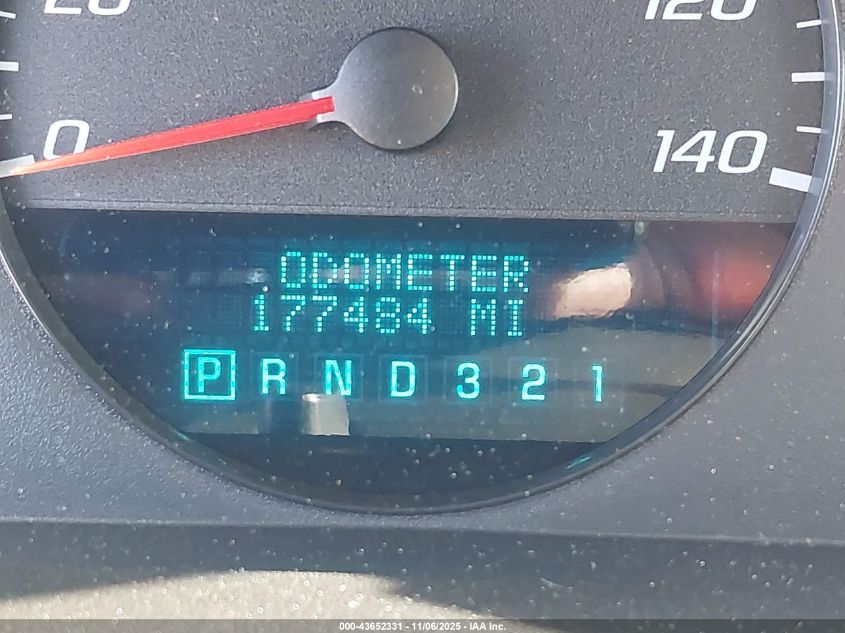 20
120
0
140
ODOMETER
177484 MI
P R N D 3 2 1
000-43652331 - 11/06/2025 - IAA Inc.